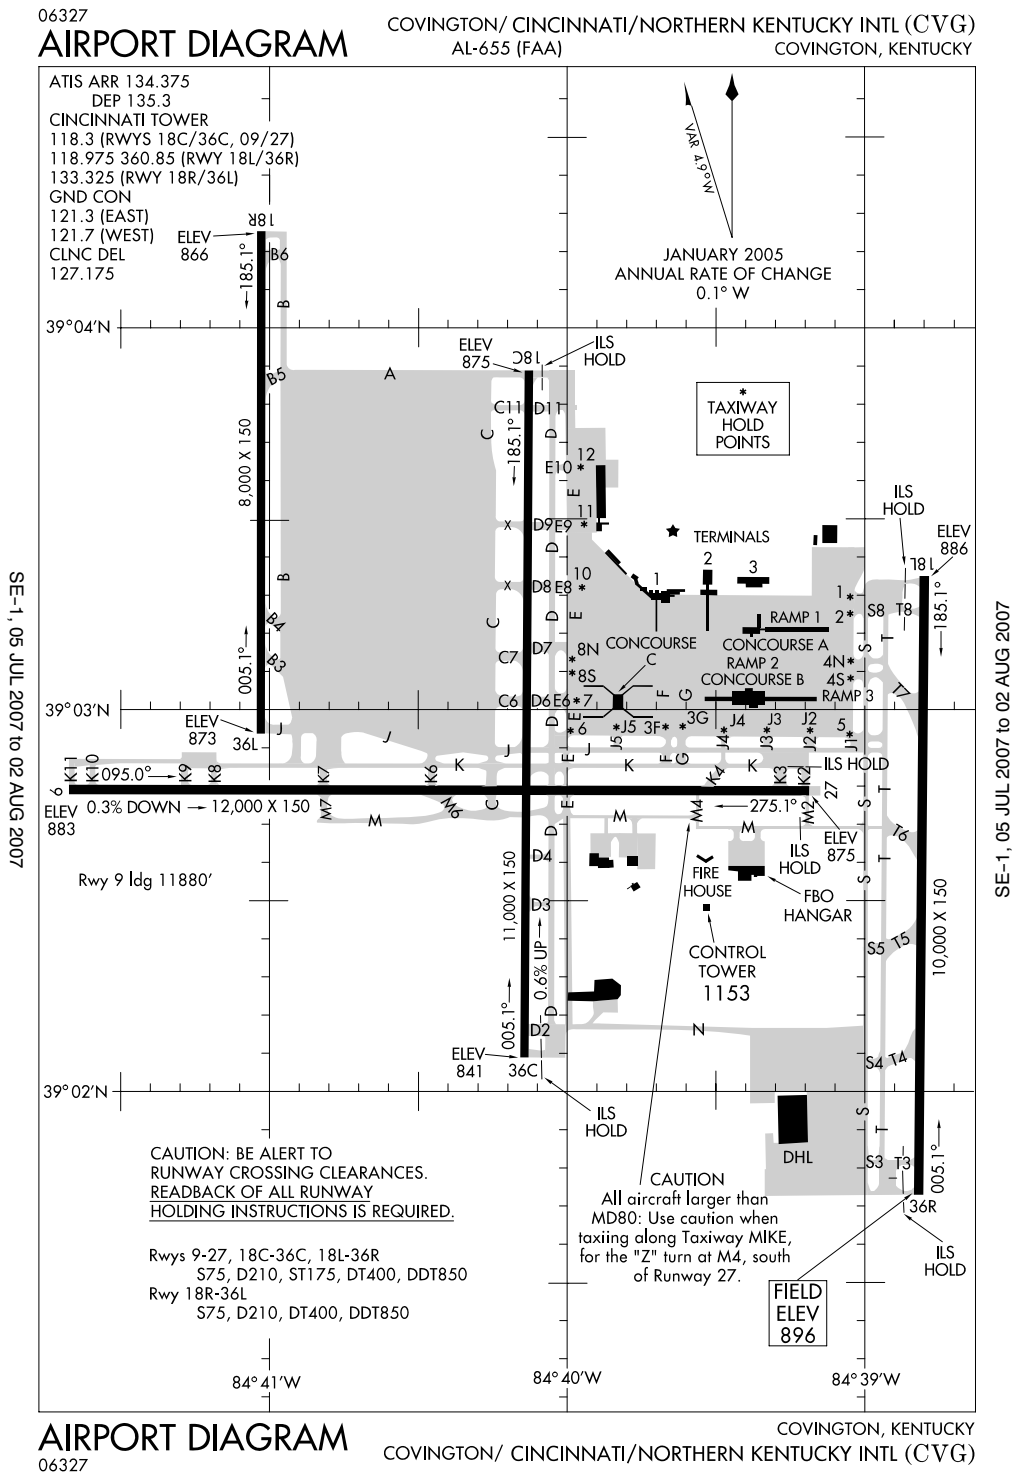 06327
AIRPORT DIAGRAM
COVINGTON/ CINCINNATI/NORTHERN KENTUCKY INTL (CVG)
AL-655 (FAA)
COVINGTON, KENTUCKY
ATIS ARR 134.375
DEP 135.3
CINCINNATI TOWER
118.3 (RWYS 18C/36C, 09/27)
118.975 360.85 (RWY 18L/36R)
133.325 (RWY 18R/36L)
GND CON
121.3 (EAST)
121.7 (WEST)
CLNC DEL
127.175
VAR 4.9° W
JANUARY 2005
ANNUAL RATE OF CHANGE
0.1° W
18R
ELEV
866
185.1°
B6
B
39°04'N
ELEV
875
18C
ILS
HOLD
B5
A
C11
D11
C
D
185.1°
8,000 X 150
*
TAXIWAY
HOLD
POINTS
12
E10 *
E
11
X
D9
E9 *
D
TERMINALS
ILS
HOLD
ELEV
886
18L
185.1°
2
3
1
10
X
D8
E8 *
B
E
D
1 *
2 *
S8
T8
RAMP 1
CONCOURSE A
CONCOURSE
C
RAMP 2
CONCOURSE B
RAMP 3
B4
B3
005.1°
C
C7
D7
8N
*
*
8S
4N *
4S *
S
T
T7
F
G
C6
D6
E6 * 7
39°03'N
ELEV
873
36L
J
J
J
D
E
* 6
J
J5
* J5
3F *
* 3G
F
G
J4
* J4
J3
* J3
J2
* J2
5 *
J1
K11
K10
095.0°
K9
K8
K7
K6
K
K
K
K4
K3
K2
ILS HOLD
9
27
ELEV
883
0.3% DOWN
12,000 X 150
M7
M
M6
C
E
D
M
M4
275.1°
M
M2
ELEV
875
ILS
HOLD
S
T
T6
Rwy 9 ldg 11880'
D4
D3
11,000 X 150
0.6% UP
FIRE
HOUSE
FBO
HANGAR
S
T
10,000 X 150
CONTROL
TOWER
1153
S5
T5
005.1°
D
D2
Z
ELEV
841
36C
ILS
HOLD
S4
T4
39°02'N
S
T
DHL
S3
T3
005.1°
36R
ILS
HOLD
CAUTION: BE ALERT TO
RUNWAY CROSSING CLEARANCES.
READBACK OF ALL RUNWAY
HOLDING INSTRUCTIONS IS REQUIRED.
CAUTION
All aircraft larger than
MD80: Use caution when
taxiing along Taxiway MIKE,
for the "Z" turn at M4, south
of Runway 27.
Rwys 9-27, 18C-36C, 18L-36R
S75, D210, ST175, DT400, DDT850
Rwy 18R-36L
S75, D210, DT400, DDT850
FIELD
ELEV
896
84°41'W
84°40'W
84°39'W
SE-1, 05 JUL 2007 to 02 AUG 2007
SE-1, 05 JUL 2007 to 02 AUG 2007
AIRPORT DIAGRAM
06327
COVINGTON, KENTUCKY
COVINGTON/ CINCINNATI/NORTHERN KENTUCKY INTL (CVG)